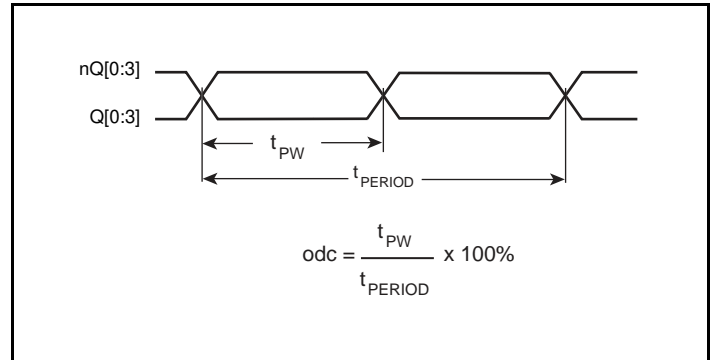 nQ[0:3]
Q[0:3]
tPW
tPERIOD
odc = tPW / tPERIOD x 100%